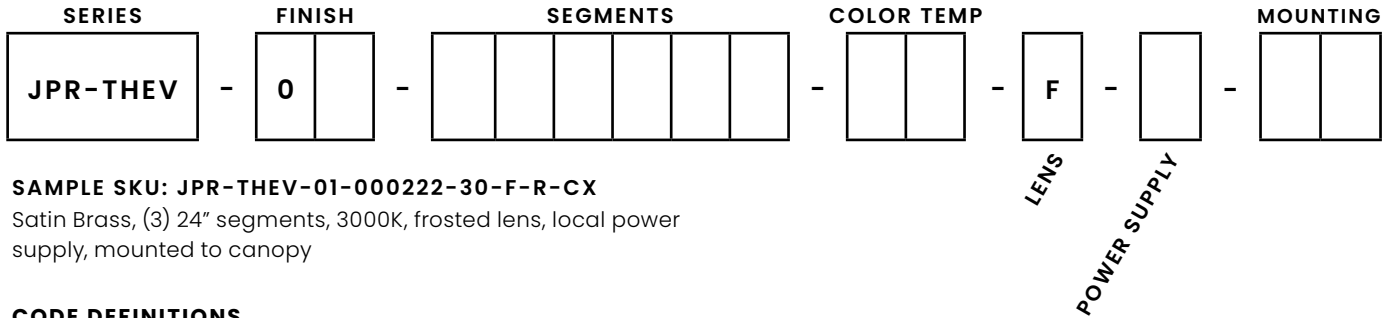 SERIES FINISH SEGMENTS COLOR TEMP MOUNTING
JPR-THEV - 0 - - - F - -
LENS
POWER SUPPLY
SAMPLE SKU: JPR-THEV-01-000222-30-F-R-CX
Satin Brass, (3) 24” segments, 3000K, frosted lens, local power
supply, mounted to canopy
CODE DEFINITIONS